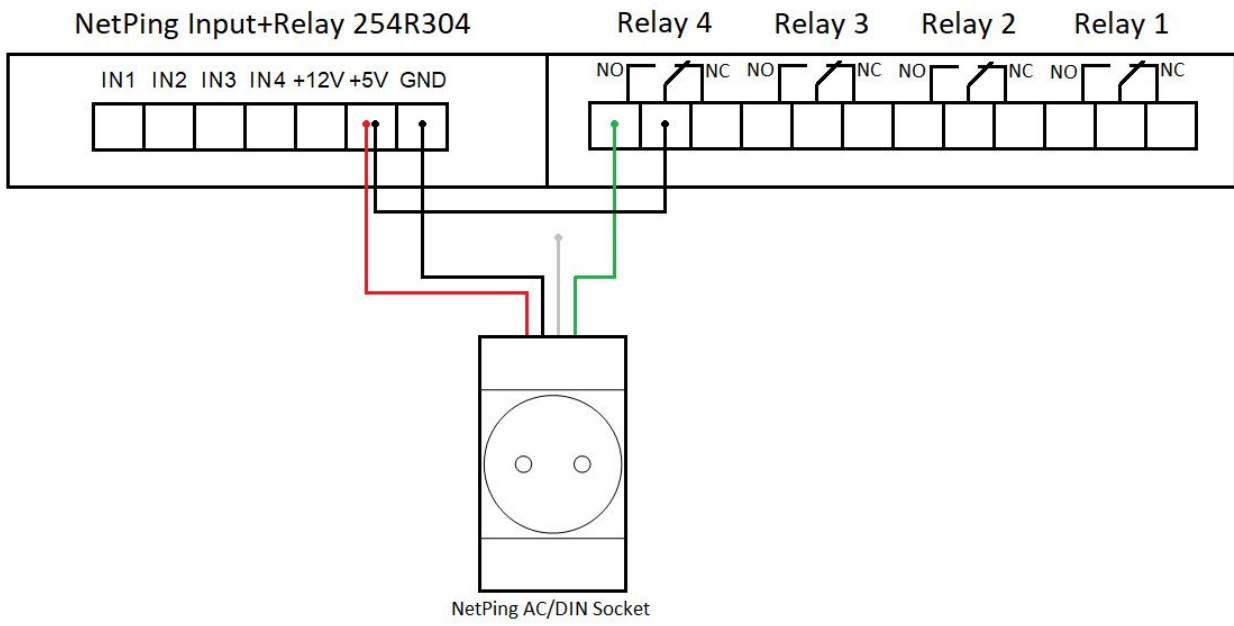 NetPing Input+Relay 254R304 Relay 4 Relay 3 Relay 2 Relay 1
IN1 IN2 IN3 IN4 +12V +5V GND NO NC NO NC NO NC NO NC
NetPing AC/DIN Socket